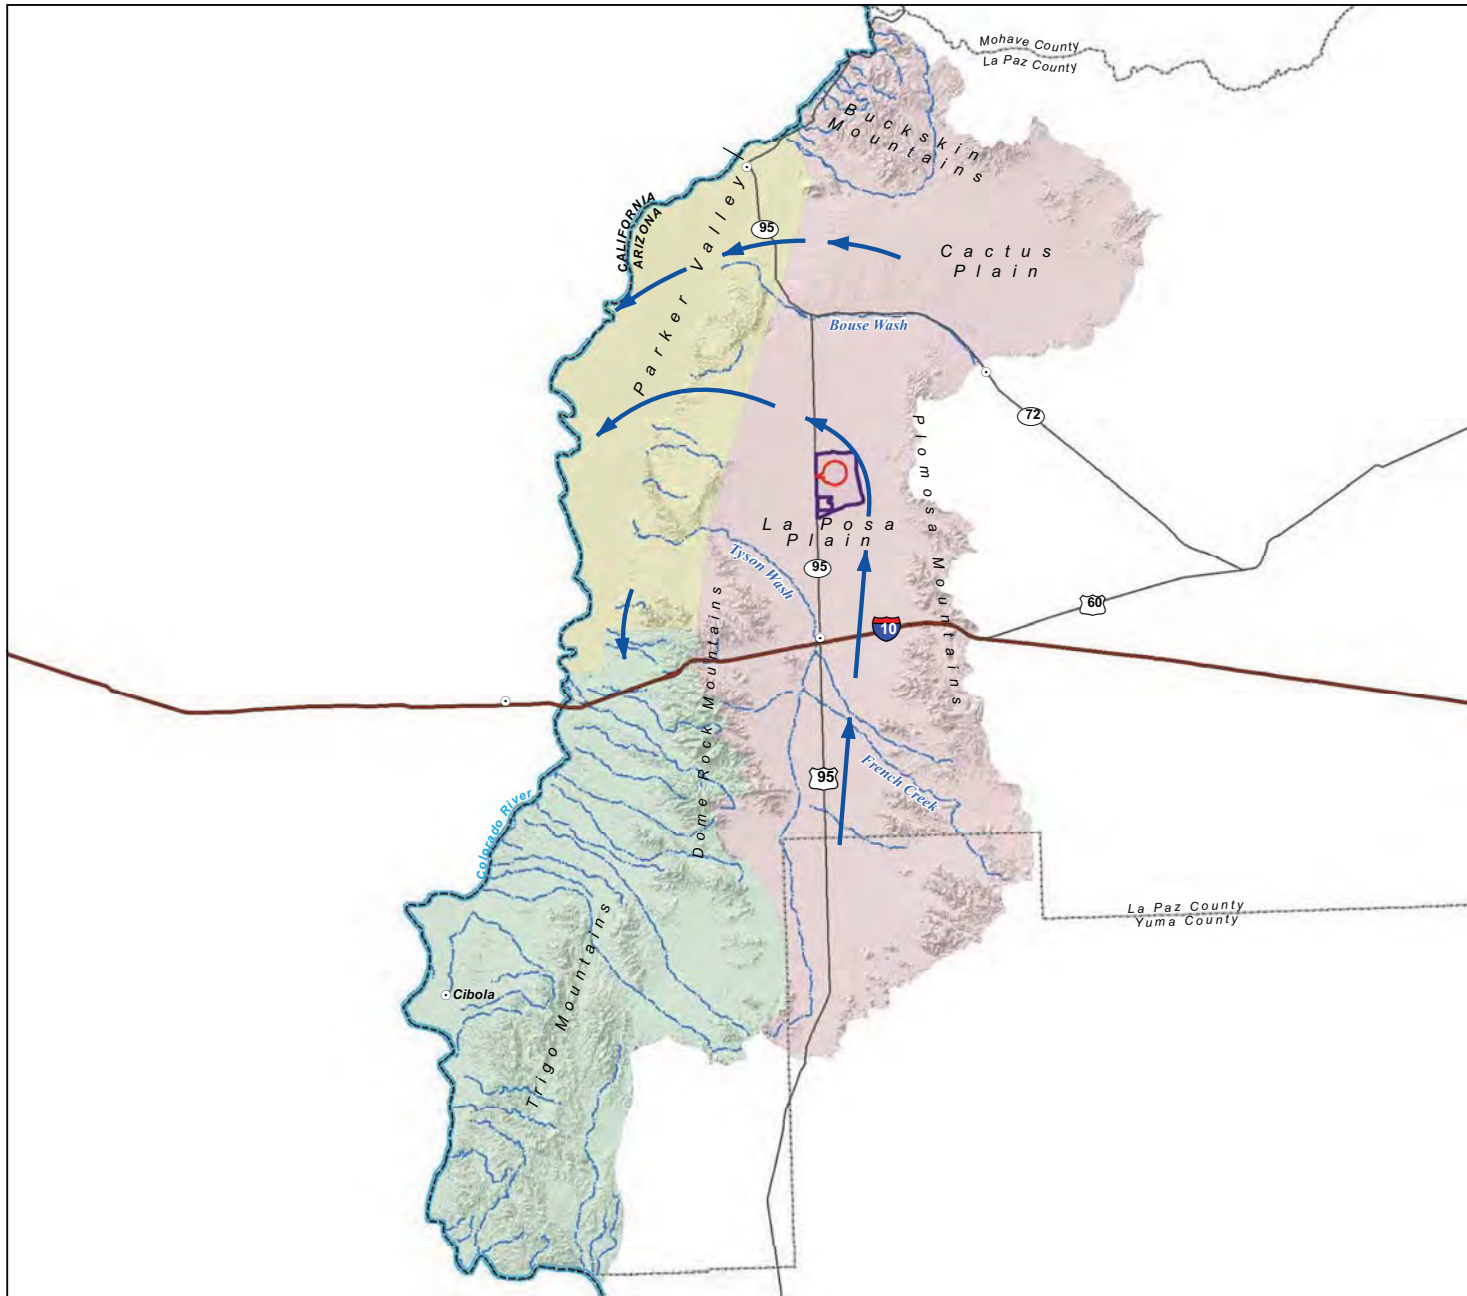 Mohave County
La Paz County
Buckskin
Mountains
CALIFORNIA
ARIZONA
Parker Valley
95
Cactus
Plain
Bouse Wash
72
Plomosa Mountains
La Posa
Plain
Tyson Wash
95
60
10
Dome Rock Mountains
95
French Creek
Colorado River
La Paz County
Yuma County
Trigo Mountains
Cibola